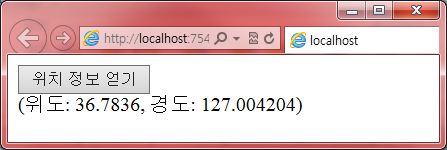 http://localhost:754
localhost
위치 정보 얻기
(위도: 36.7836, 경도: 127.004204)